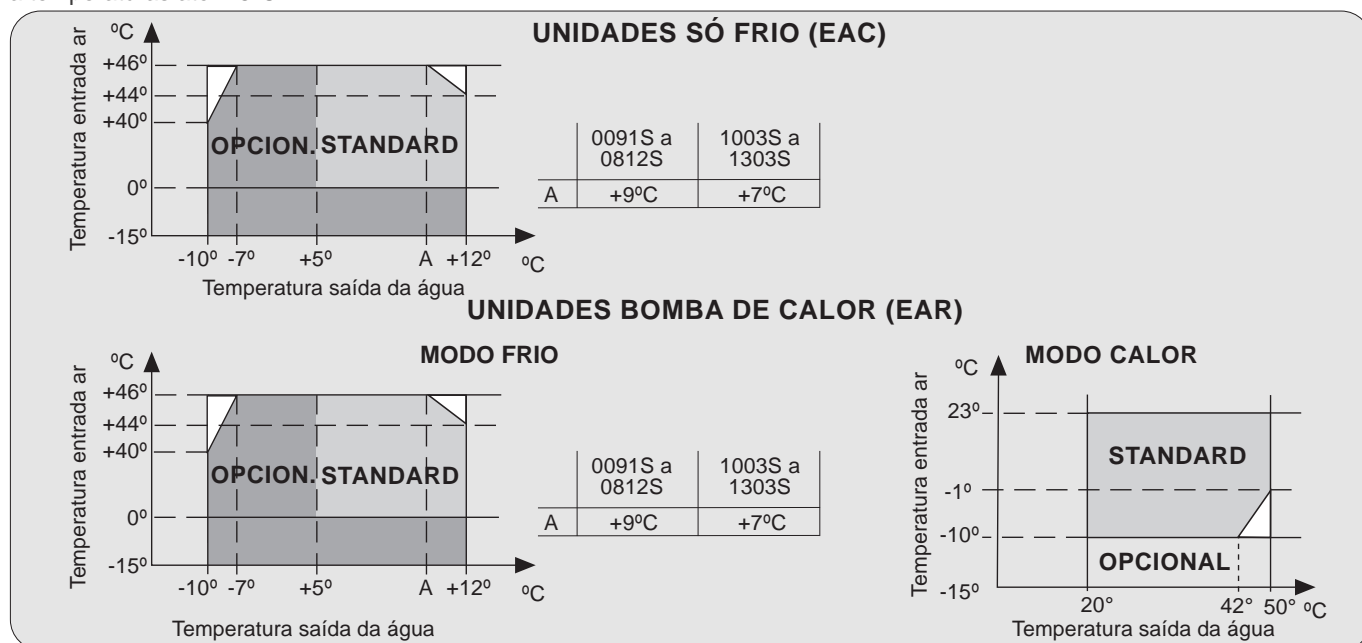 UNIDADES SÓ FRIO (EAC)
ºC
Temperatura entrada ar
+46º
+44º
+40º
0º
-15º
OPCION.
STANDARD
-10º -7º +5º A +12º ºC
Temperatura saída da água
0091S a 1003S a
0812S 1303S
A +9ºC +7ºC
UNIDADES BOMBA DE CALOR (EAR)
MODO FRIO
ºC
Temperatura entrada ar
+46º
+44º
+40º
0º
-15º
OPCION.
STANDARD
-10º -7º +5º A +12º ºC
Temperatura saída da água
0091S a 1003S a
0812S 1303S
A +9ºC +7ºC
MODO CALOR
ºC
Temperatura entrada ar
23º
-1º
-10º
-15º
STANDARD
OPCIONAL
20° 42° 50° ºC
Temperatura saída da água